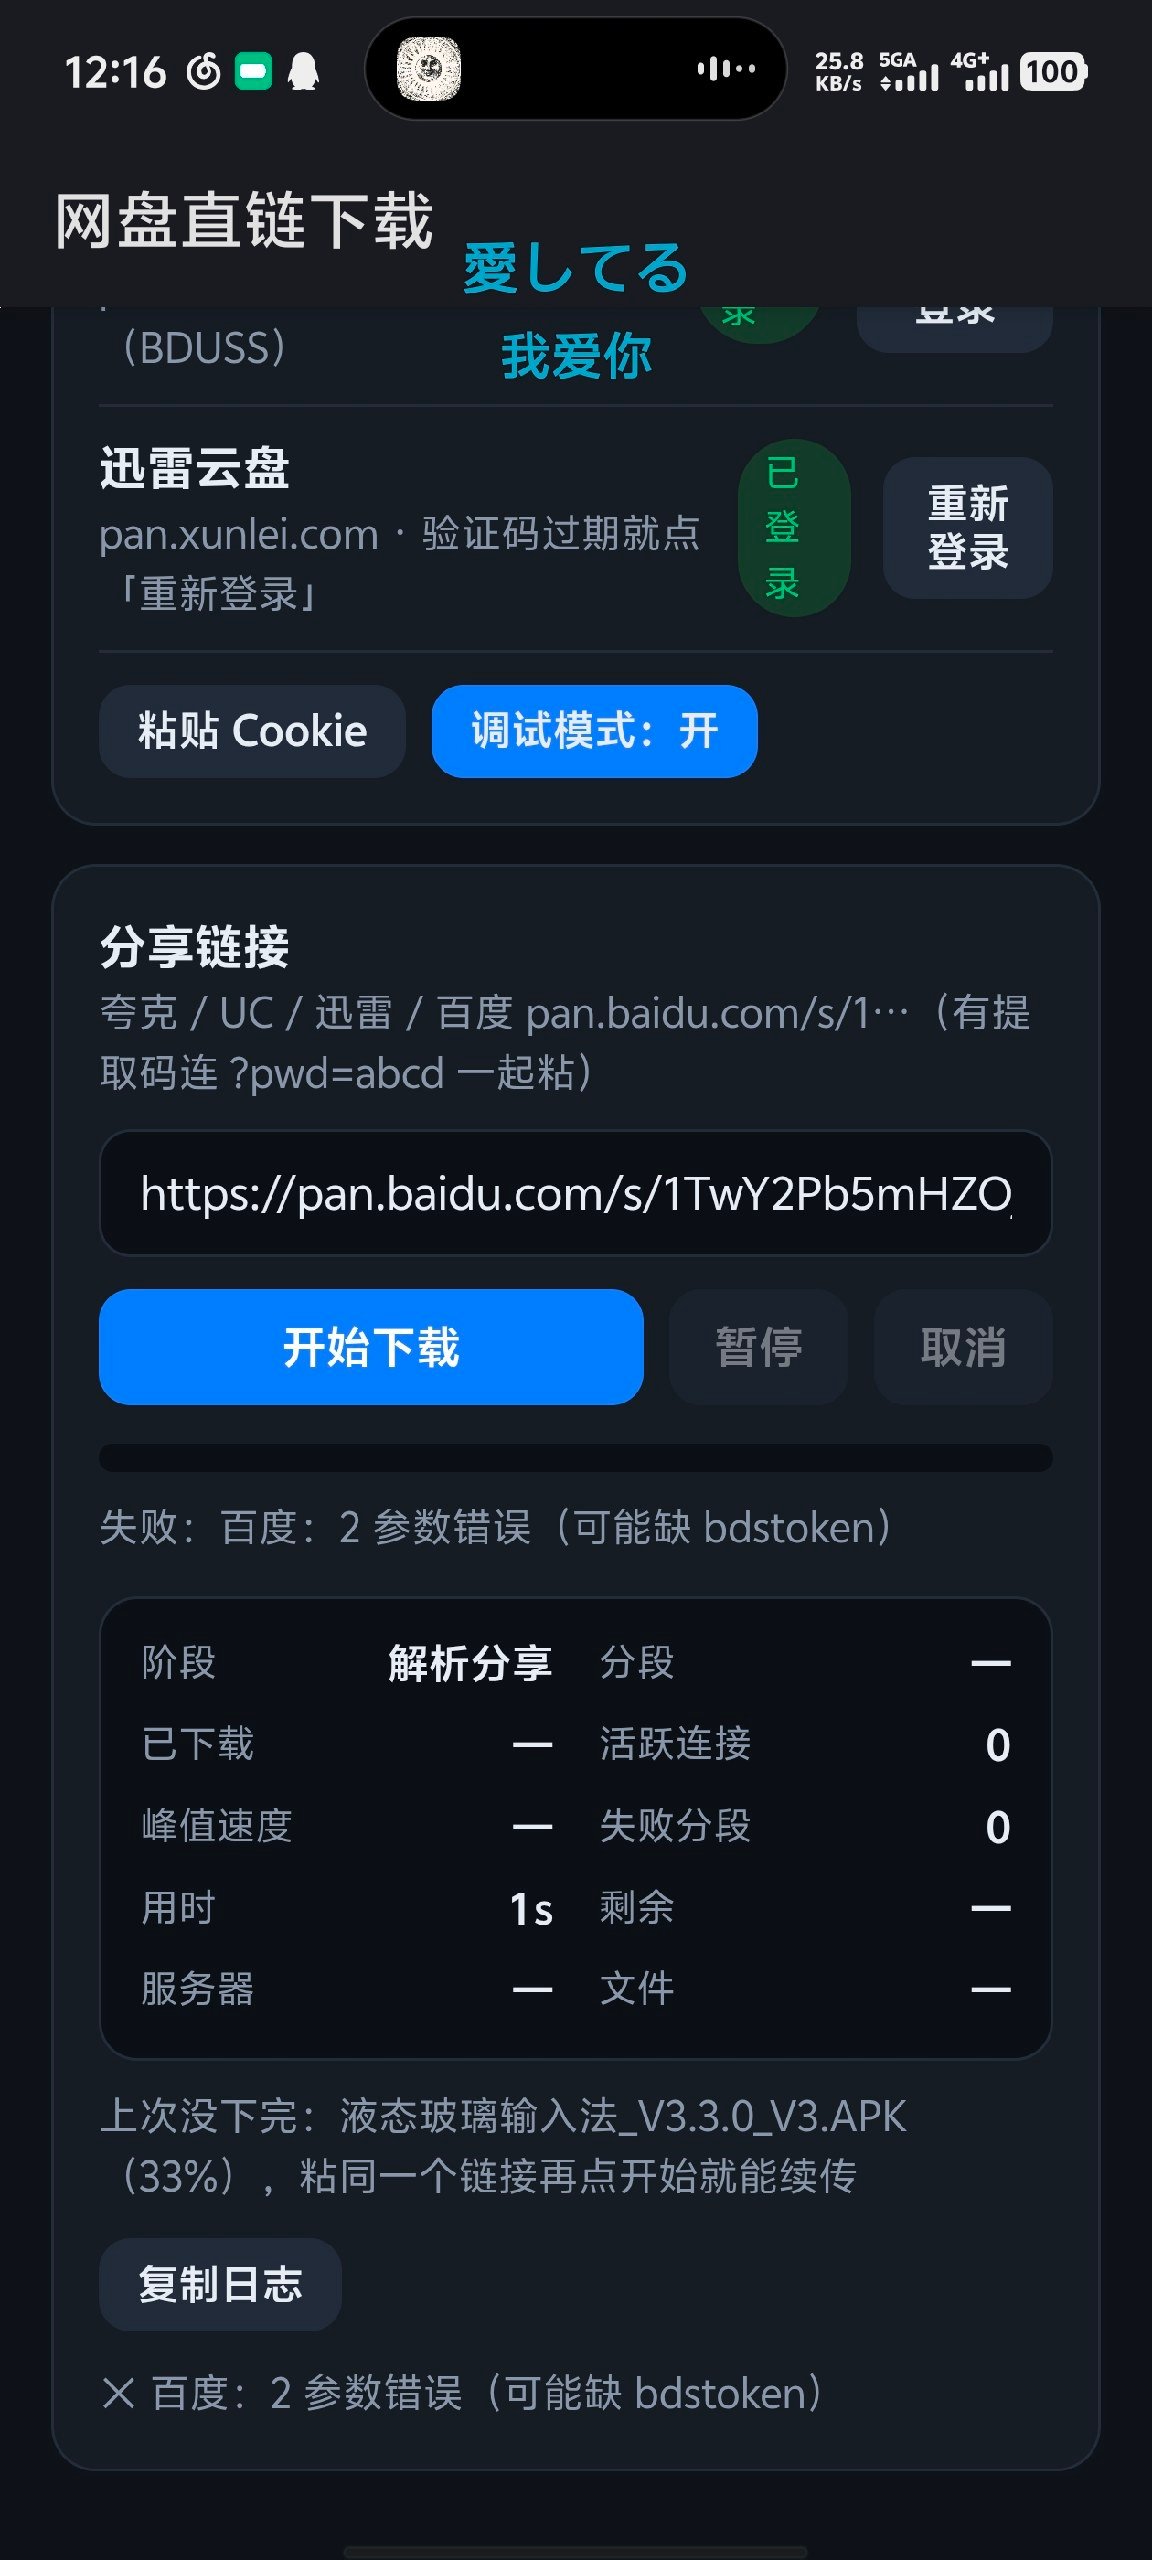 12:16
25.8 KB/s 5GA 4G+ 100
网盘直链下载
愛してる
我爱你
（BDUSS）
录
登录
迅雷云盘
pan.xunlei.com · 验证码过期就点
「重新登录」
已
登
录
重新
登录
粘贴 Cookie
调试模式：开
分享链接
夸克 / UC / 迅雷 / 百度 pan.baidu.com/s/1…（有提
取码连 ?pwd=abcd 一起粘）
https://pan.baidu.com/s/1TwY2Pb5mHZO
开始下载
暂停
取消
失败：百度：2 参数错误（可能缺 bdstoken）
阶段 解析分享 分段 —
已下载 — 活跃连接 0
峰值速度 — 失败分段 0
用时 1s 剩余 —
服务器 — 文件 —
上次没下完：液态玻璃输入法_V3.3.0_V3.APK
（33%），粘同一个链接再点开始就能续传
复制日志
× 百度：2 参数错误（可能缺 bdstoken）